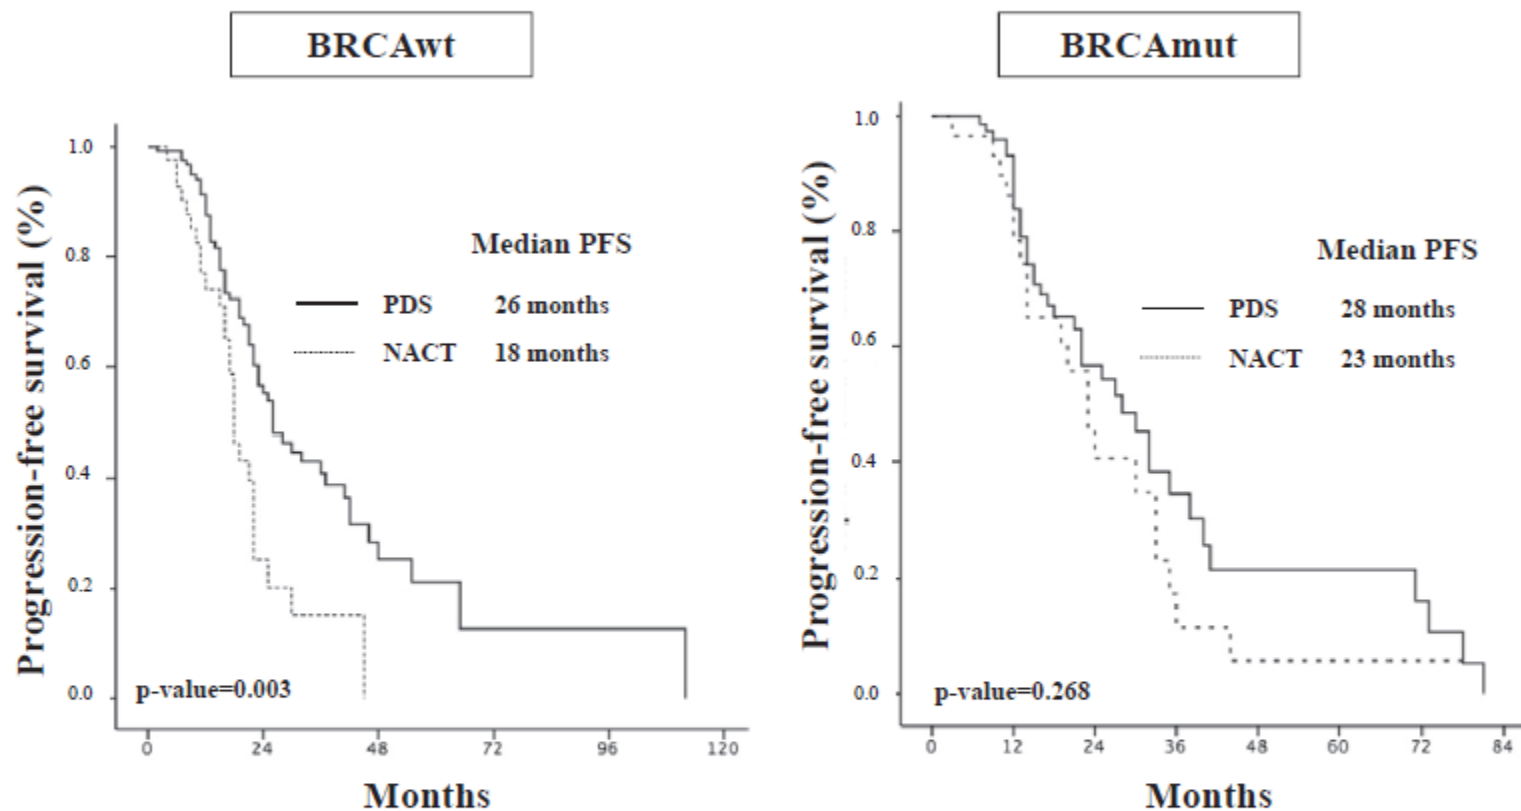 BRCAwt
Progression-free survival (%)
1.0
0.8
0.6
0.4
0.2
0.0
Median PFS
PDS 26 months
NACT 18 months
p-value=0.003
0 24 48 72 96 120
Months
BRCAmut
Progression-free survival (%)
1.0
0.8
0.6
0.4
0.2
0.0
Median PFS
PDS 28 months
NACT 23 months
p-value=0.268
0 12 24 36 48 60 72 84
Months